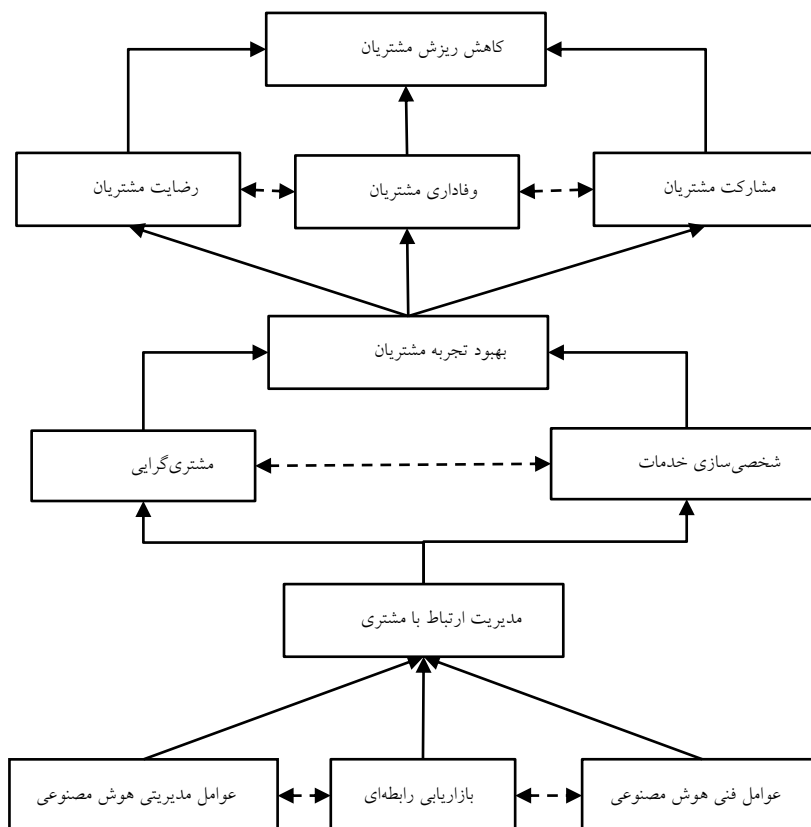 کاهش ریزش مشتریان
مشارکت مشتریان
وفاداری مشتریان
رضایت مشتریان
بهبود تجربه مشتریان
شخصی‌سازی خدمات
مشتری‌گرایی
مدیریت ارتباط با مشتری
عوامل فنی هوش مصنوعی
بازاریابی رابطه‌ای
عوامل مدیریتی هوش مصنوعی